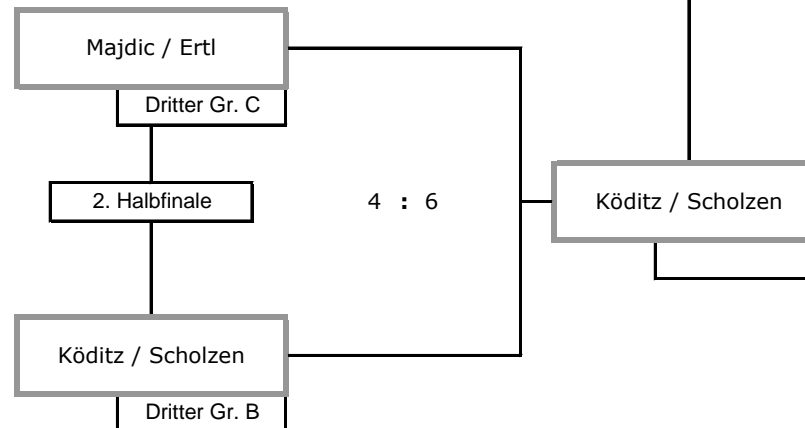 Majdic / Ertl
Dritter Gr. C
2. Halbfinale
4 : 6
Köditz / Scholzen
Köditz / Scholzen
Dritter Gr. B